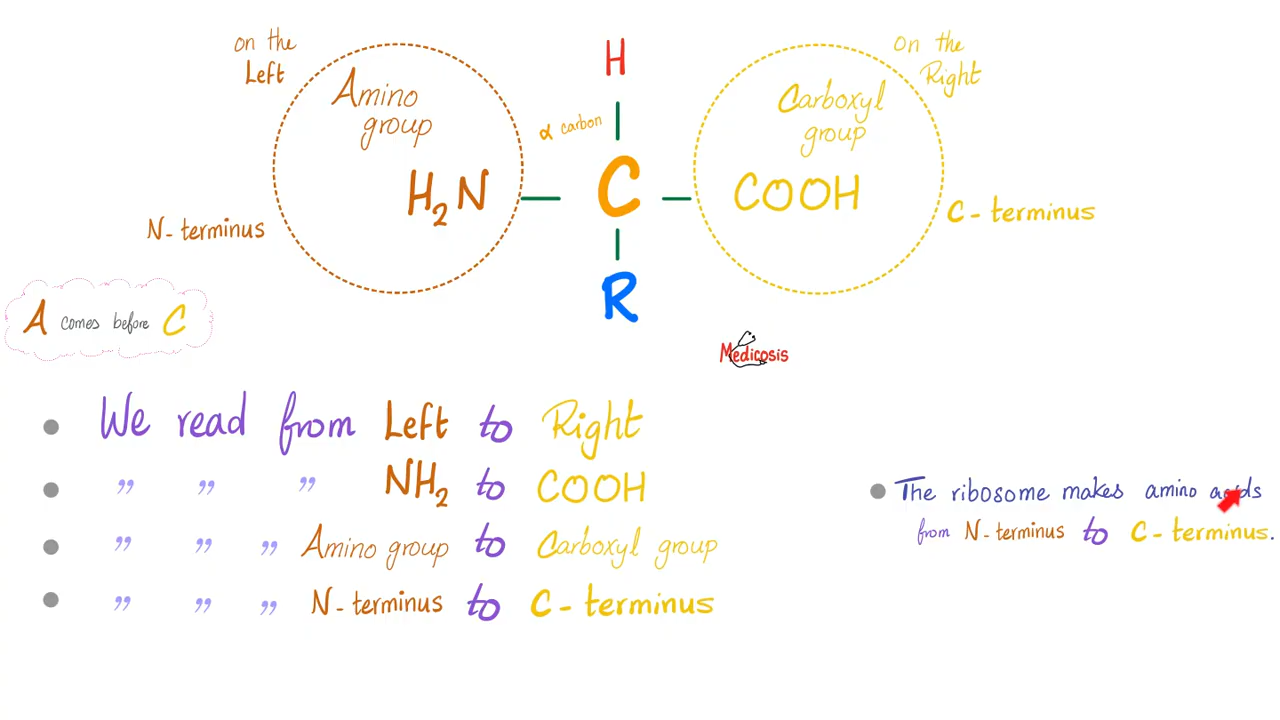 on the
Left
Amino
group
H₂N
N-terminus
H
α carbon
C
R
on the
Right
Carboxyl
group
COOH
C-terminus
A comes before C
Medicosis
We read from Left to Right
" " " NH₂ to COOH
" " " Amino group to Carboxyl group
" " " N-terminus to C-terminus
The ribosome makes amino acids
from N-terminus to C-terminus.